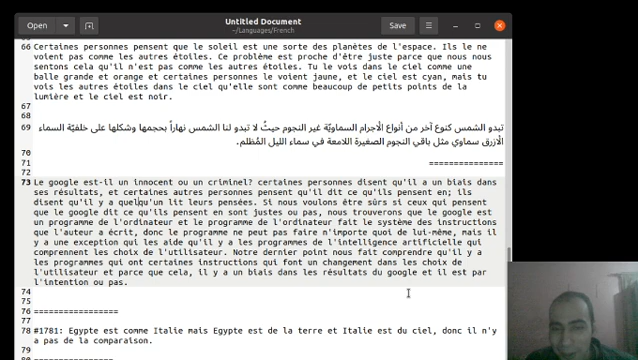 Open
Untitled Document
~/Languages/French
Save
66 Certaines personnes pensent que le soleil est une sorte des planètes de l'espace. Ils le ne
voient pas comme les autres étoiles. Ce problème est proche d'être juste parce que nous nous
sentons cela qu'il n'est pas comme les autres étoiles. Tu le vois dans le ciel comme une
balle grande et orange et certaines personnes le voient jaune, et le ciel est cyan, mais tu
vois les autres étoiles dans le ciel qu'elle sont comme beaucoup de petits points de la
lumière et le ciel est noir.
67
68
69 تبدو الشمس كنوع آخر من أنواع الْاجرام السماويّة غير النجوم حيثُ لا تبدو لنا الشمس نهاراً بحجمها وشكلها على خلفيّة السماء
الْازرق سماوي مثل باقي النجوم الصغيرة اللامعة في سماء الليل المُظلم.
70
71 ===============
72
73 Le google est-il un innocent ou un criminel? certaines personnes disent qu'il a un biais dans
ses résultats, et certaines autres personnes pensent qu'il dit ce qu'ils pensent en; ils
disent qu'il y a quelqu'un lit leurs pensées. Si nous voulons être sûrs si ceux qui pensent
que le google dit ce qu'ils pensent en sont justes ou pas, nous trouverons que le google est
un programme de l'ordinateur et le programme de l'ordinateur fait le système des instructions
que l'auteur a écrit, donc le programme ne peut pas faire n'importe quoi de lui-même, mais il
y a une exception qui les aide qu'il y a les programmes de l'intelligence artificielle qui
comprennent les choix de l'utilisateur. Notre dernier point nous fait comprendre qu'il y a
les programmes qui ont certaines instructions qui font un changement dans les choix de
l'utilisateur et parce que cela, il y a un biais dans les résultats du google et il est par
l'intention ou pas.
74
75
76 ================
77
78 #1781: Egypte est comme Italie mais Egypte est de la terre et Italie est du ciel, donc il n'y
a pas de la comparaison.
79
80 ===============